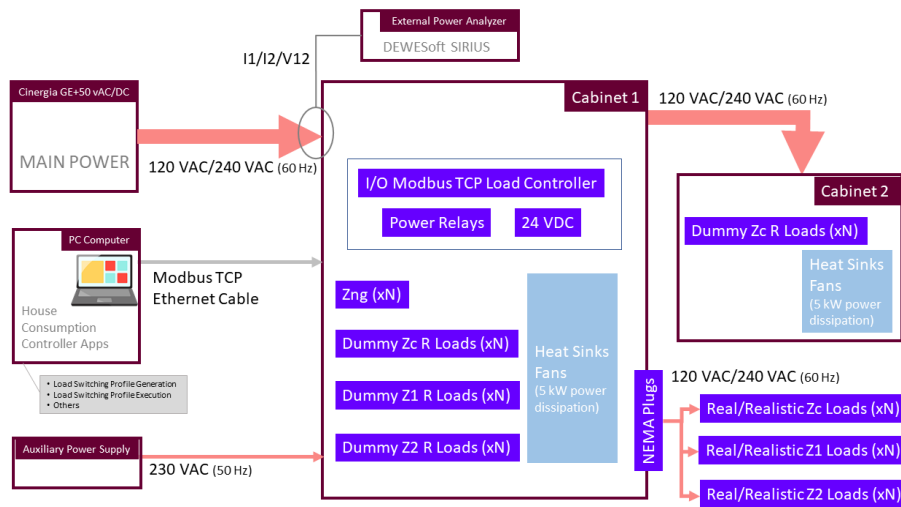 External Power Analyzer
DEWESoft SIRIUS
I1/I2/V12
Cinergia GE+50 vAC/DC
MAIN POWER
120 VAC/240 VAC (60 Hz)
Cabinet 1
120 VAC/240 VAC (60 Hz)
I/O Modbus TCP Load Controller
Power Relays
24 VDC
Cabinet 2
Dummy Zc R Loads (xN)
Heat Sinks
Fans
(5 kW power
dissipation)
PC Computer
House
Consumption
Controller Apps
Modbus TCP
Ethernet Cable
• Load Switching Profile Generation
• Load Switching Profile Execution
• Others
Zng (xN)
Dummy Zc R Loads (xN)
Dummy Z1 R Loads (xN)
Dummy Z2 R Loads (xN)
Heat Sinks
Fans
(5 kW power
dissipation)
NEMA Plugs
120 VAC/240 VAC (60 Hz)
Real/Realistic Zc Loads (xN)
Real/Realistic Z1 Loads (xN)
Real/Realistic Z2 Loads (xN)
Auxiliary Power Supply
230 VAC (50 Hz)